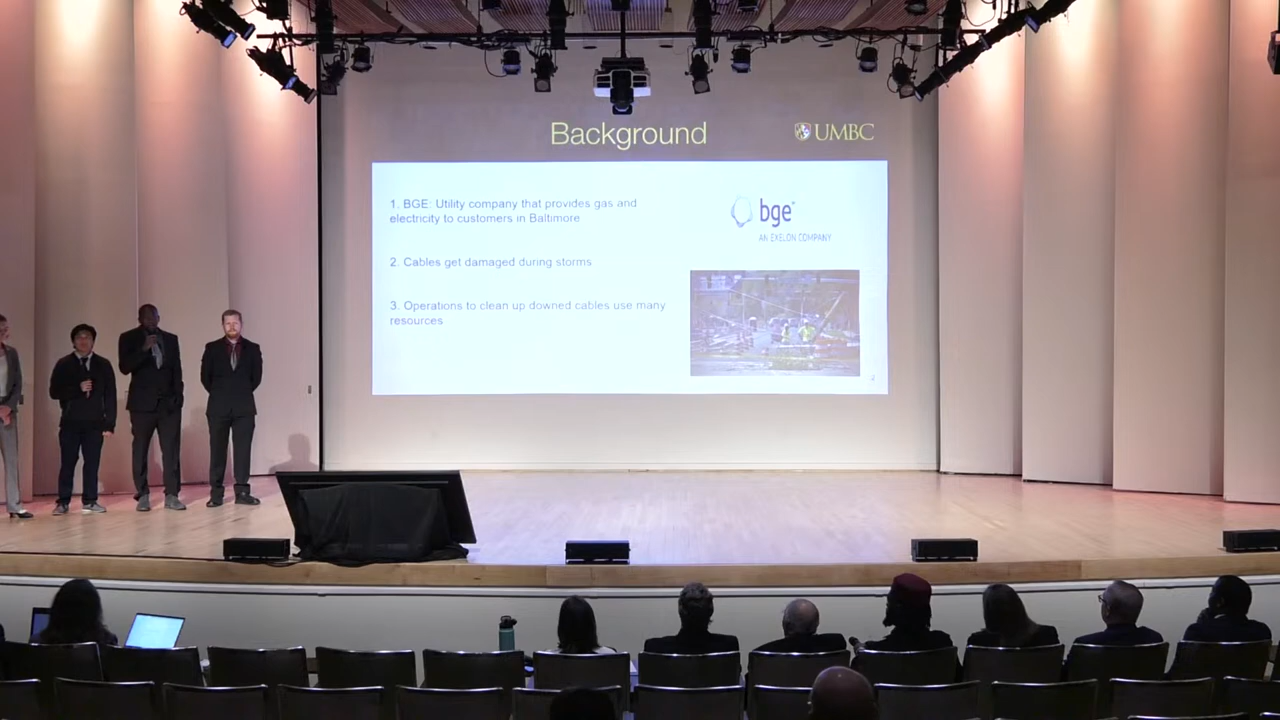 Background
UMBC
1. BGE: Utility company that provides gas and
electricity to customers in Baltimore
2. Cables get damaged during storms
3. Operations to clean up downed cables use many
resources
bge
AN EXELON COMPANY
2